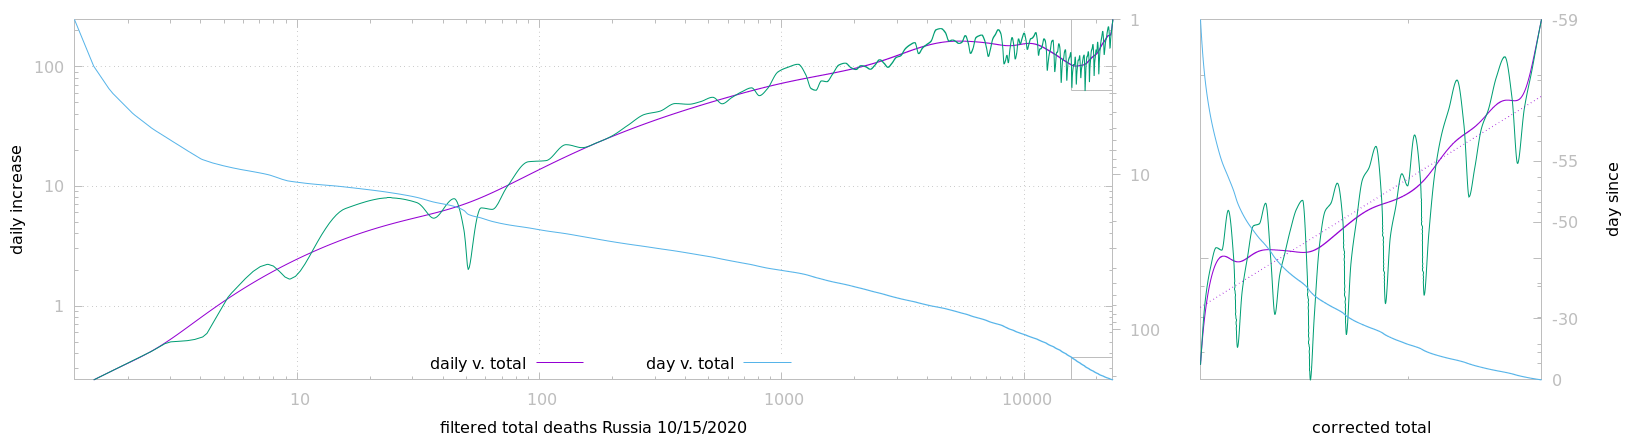 1
-59
100
10
-55
10
-50
1
-30
100
0
daily increase
day since
daily v. total
day v. total
10
100
1000
10000
filtered total deaths Russia 10/15/2020
corrected total